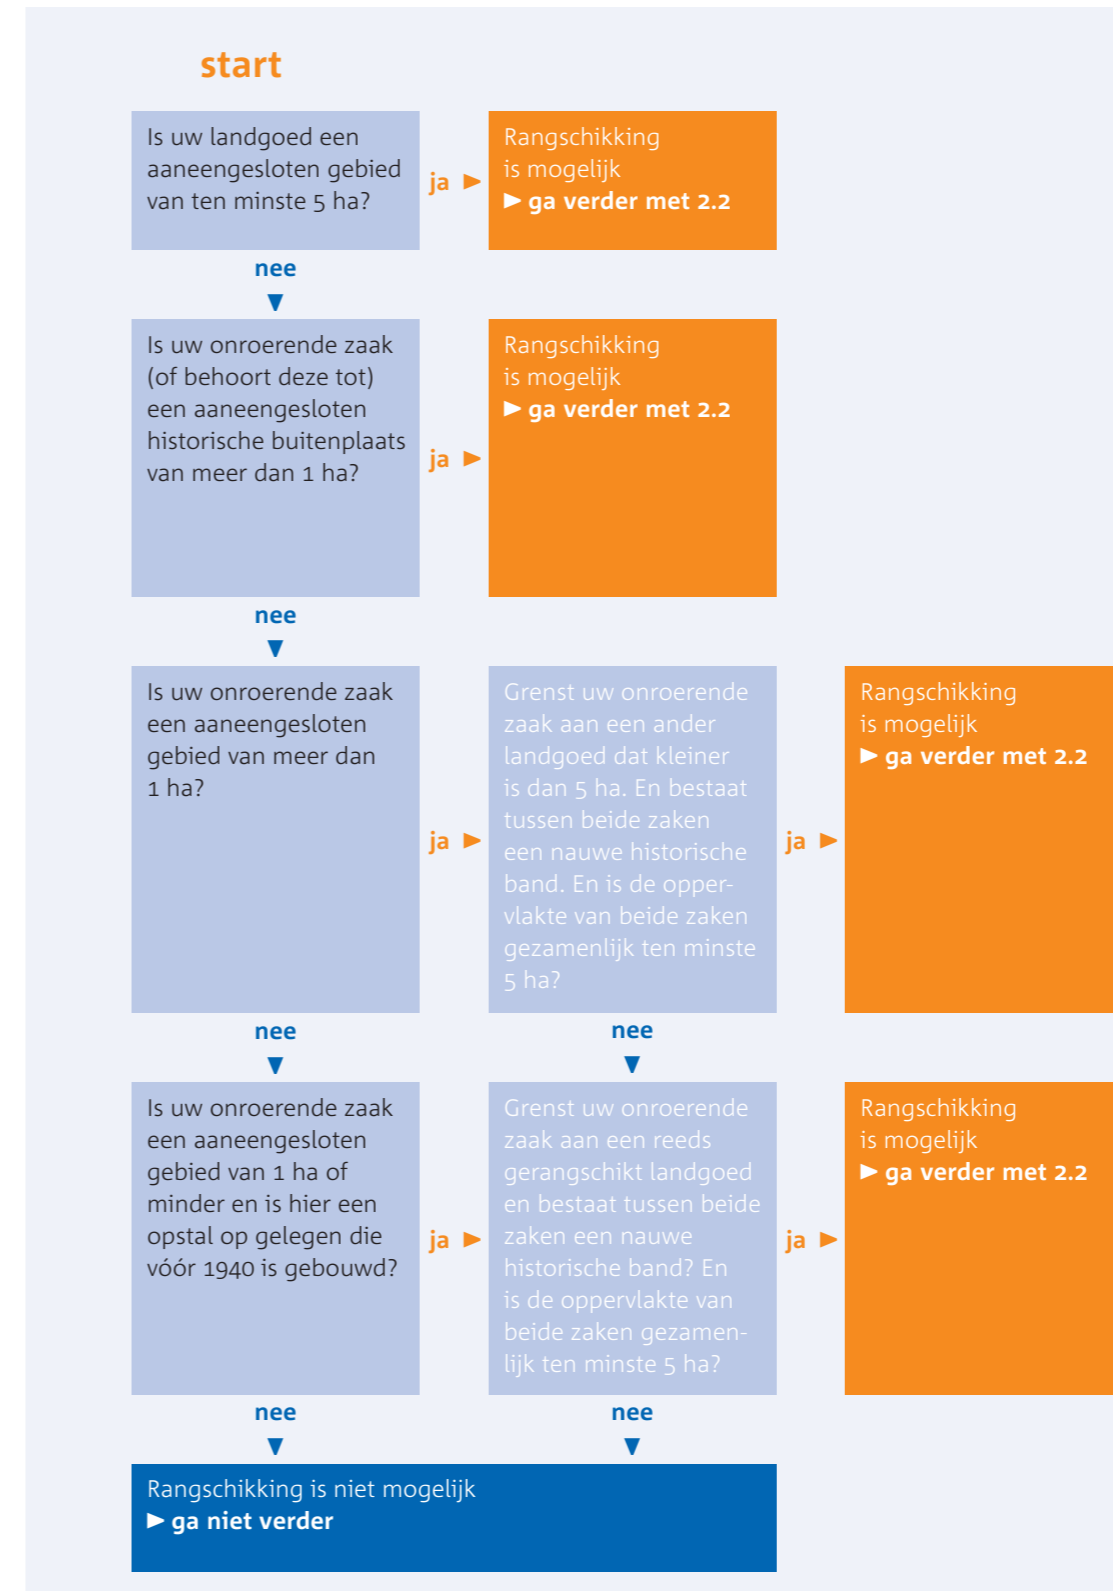 start
Is uw landgoed een
aaneengesloten gebied
van ten minste 5 ha?
ja ►
Rangschikking
is mogelijk
► ga verder met 2.2
nee
▼
Is uw onroerende zaak
(of behoort deze tot)
een aaneengesloten
historische buitenplaats
van meer dan 1 ha?
ja ►
Rangschikking
is mogelijk
► ga verder met 2.2
nee
▼
Is uw onroerende zaak
een aaneengesloten
gebied van meer dan
1 ha?
ja ►
Grenst uw onroerende
zaak aan een ander
landgoed dat kleiner
is dan 5 ha. En bestaat
tussen beide zaken
een nauwe historische
band. En is de opper-
vlakte van beide zaken
gezamenlijk ten minste
5 ha?
ja ►
Rangschikking
is mogelijk
► ga verder met 2.2
nee
▼
nee
▼
Is uw onroerende zaak
een aaneengesloten
gebied van 1 ha of
minder en is hier een
opstal op gelegen die
vóór 1940 is gebouwd?
ja ►
Grenst uw onroerende
zaak aan een reeds
gerangschikt landgoed
en bestaat tussen beide
zaken een nauwe
historische band? En
is de oppervlakte van
beide zaken gezamen-
lijk ten minste 5 ha?
ja ►
Rangschikking
is mogelijk
► ga verder met 2.2
nee
▼
nee
▼
Rangschikking is niet mogelijk
► ga niet verder